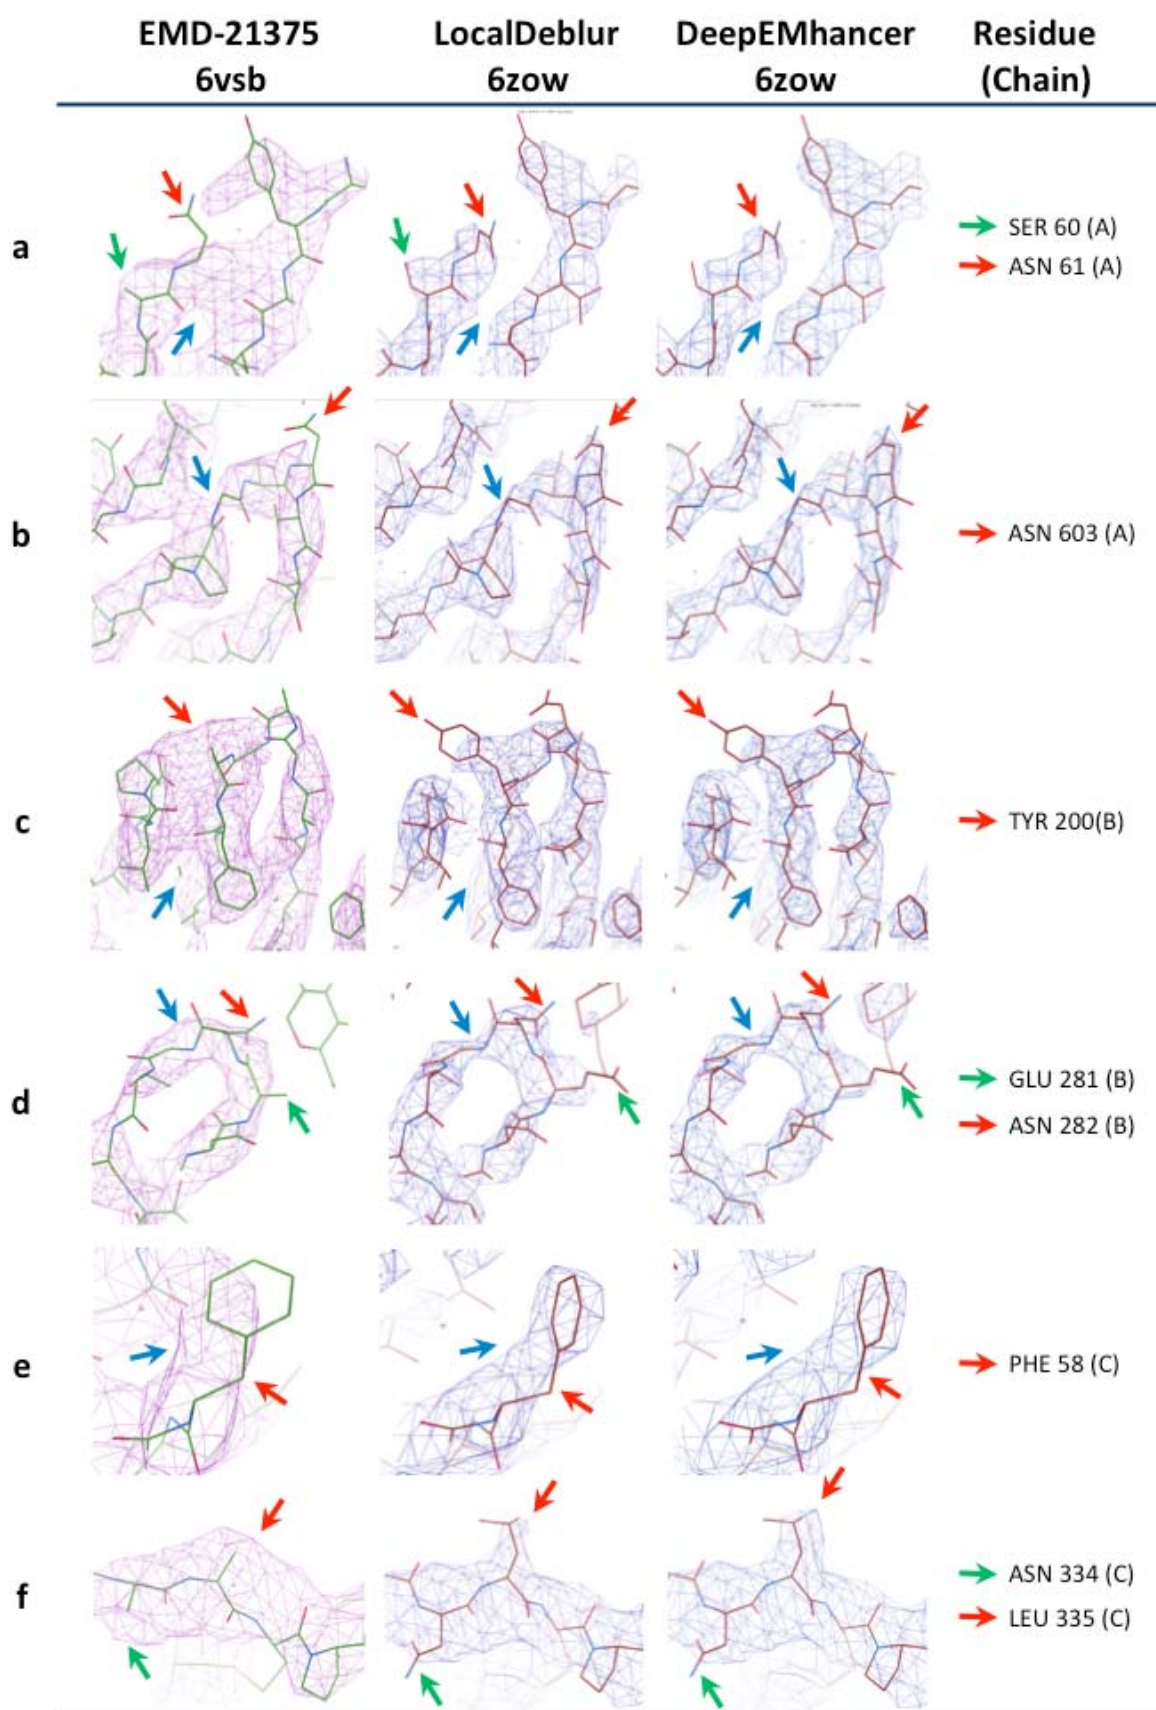 EMD-21375 LocalDeblur DeepEMhancer Residue
6vsb 6zow 6zow (Chain)
a
SER 60 (A)
ASN 61 (A)
b
ASN 603 (A)
c
TYR 200(B)
d
GLU 281 (B)
ASN 282 (B)
e
PHE 58 (C)
f
ASN 334 (C)
LEU 335 (C)